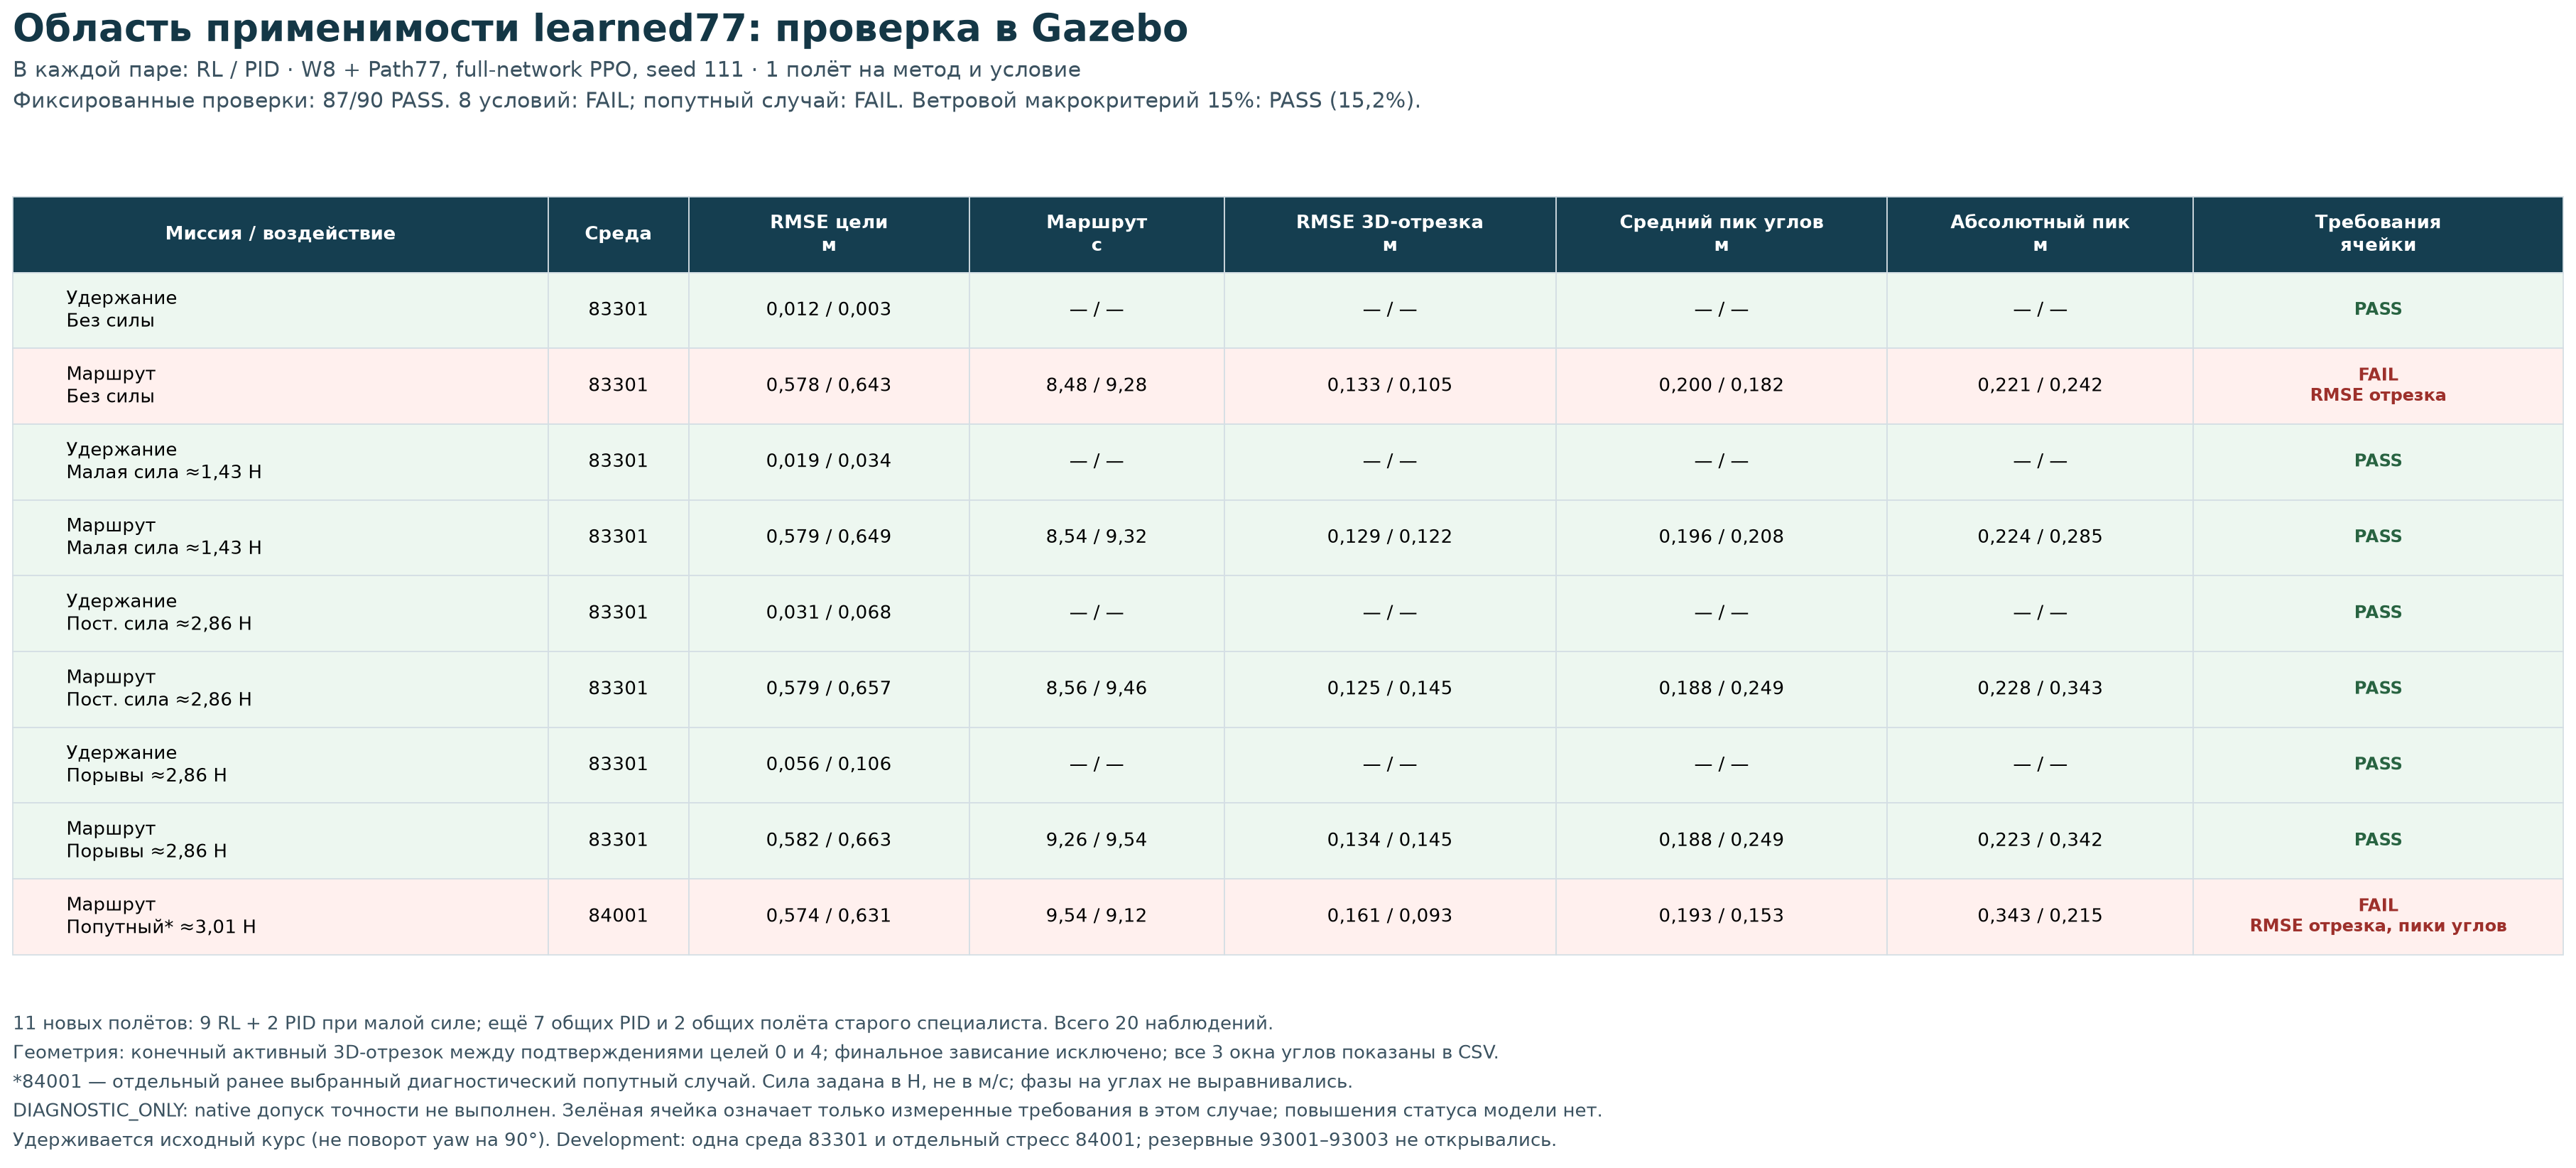 Область применимости learned77: проверка в Gazebo
В каждой паре: RL / PID · W8 + Path77, full-network PPO, seed 111 · 1 полёт на метод и условие
Фиксированные проверки: 87/90 PASS. 8 условий: FAIL; попутный случай: FAIL. Ветровой макрокритерий 15%: PASS (15,2%).
Миссия / воздействие
Среда
RMSE цели
м
Маршрут
с
RMSE 3D-отрезка
м
Средний пик углов
м
Абсолютный пик
м
Требования
ячейки
Удержание
Без силы
83301
0,012 / 0,003
— / —
— / —
— / —
— / —
PASS
Маршрут
Без силы
83301
0,578 / 0,643
8,48 / 9,28
0,133 / 0,105
0,200 / 0,182
0,221 / 0,242
FAIL
RMSE отрезка
Удержание
Малая сила ≈1,43 Н
83301
0,019 / 0,034
— / —
— / —
— / —
— / —
PASS
Маршрут
Малая сила ≈1,43 Н
83301
0,579 / 0,649
8,54 / 9,32
0,129 / 0,122
0,196 / 0,208
0,224 / 0,285
PASS
Удержание
Пост. сила ≈2,86 Н
83301
0,031 / 0,068
— / —
— / —
— / —
— / —
PASS
Маршрут
Пост. сила ≈2,86 Н
83301
0,579 / 0,657
8,56 / 9,46
0,125 / 0,145
0,188 / 0,249
0,228 / 0,343
PASS
Удержание
Порывы ≈2,86 Н
83301
0,056 / 0,106
— / —
— / —
— / —
— / —
PASS
Маршрут
Порывы ≈2,86 Н
83301
0,582 / 0,663
9,26 / 9,54
0,134 / 0,145
0,188 / 0,249
0,223 / 0,342
PASS
Маршрут
Попутный* ≈3,01 Н
84001
0,574 / 0,631
9,54 / 9,12
0,161 / 0,093
0,193 / 0,153
0,343 / 0,215
FAIL
RMSE отрезка, пики углов
11 новых полётов: 9 RL + 2 PID при малой силе; ещё 7 общих PID и 2 общих полёта старого специалиста. Всего 20 наблюдений.
Геометрия: конечный активный 3D-отрезок между подтверждениями целей 0 и 4; финальное зависание исключено; все 3 окна углов показаны в CSV.
*84001 — отдельный ранее выбранный диагностический попутный случай. Сила задана в Н, не в м/с; фазы на углах не выравнивались.
DIAGNOSTIC_ONLY: native допуск точности не выполнен. Зелёная ячейка означает только измеренные требования в этом случае; повышения статуса модели нет.
Удерживается исходный курс (не поворот yaw на 90°). Development: одна среда 83301 и отдельный стресс 84001; резервные 93001–93003 не открывались.